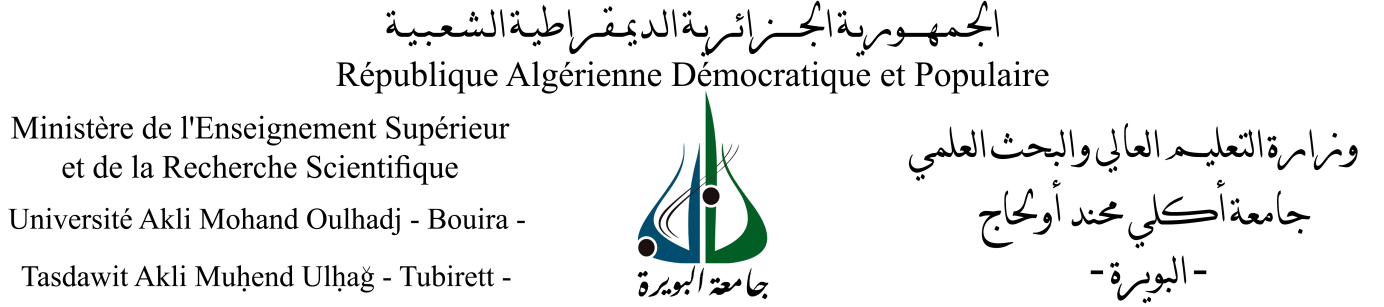 الجمهورية الجزائرية الديمقراطية الشعبية
République Algérienne Démocratique et Populaire
Ministère de l'Enseignement Supérieur
et de la Recherche Scientifique
Université Akli Mohand Oulhadj - Bouira -
Tasdawit Akli Muḥend Ulḥağ - Tubirett -
جامعة البويرة
وزارة التعليم العالي والبحث العلمي
جامعة أكلي محند أولحاج
- البويرة -